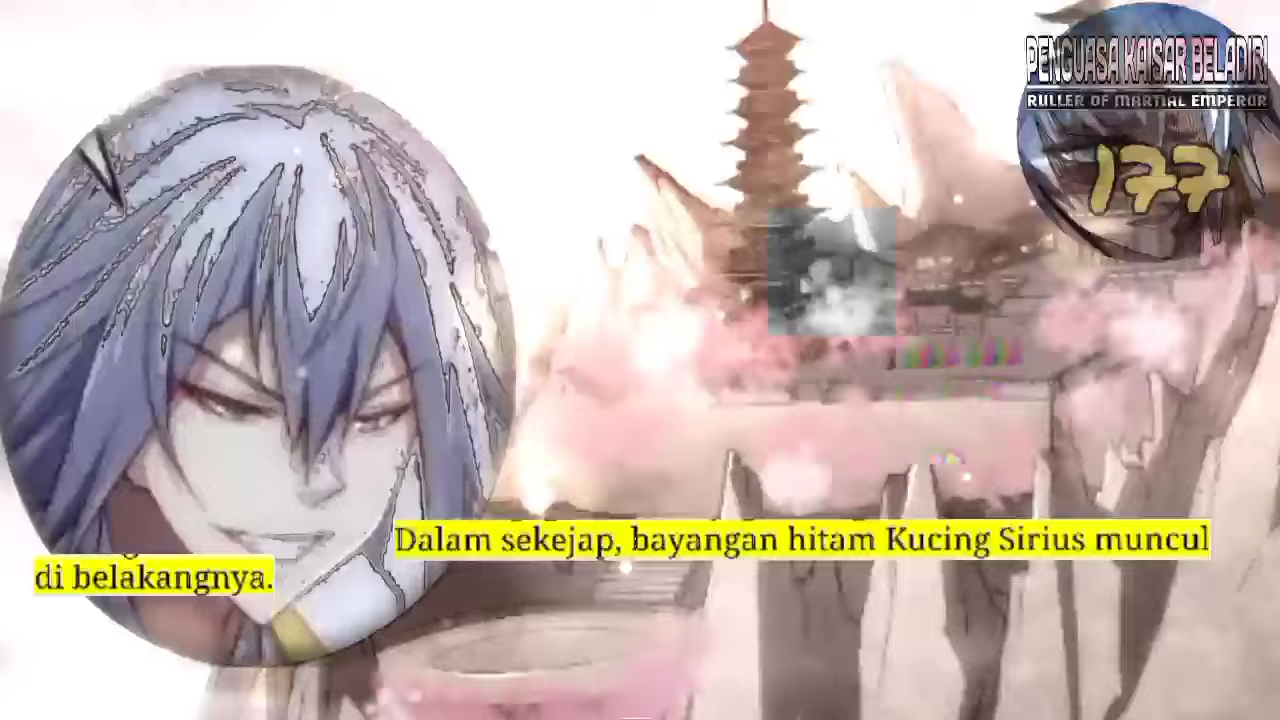 PENGUASA KAISAR BELADIRI
RULLER OF MARTIAL EMPEROR
177
Dalam sekejap, bayangan hitam Kucing Sirius muncul
di belakangnya.